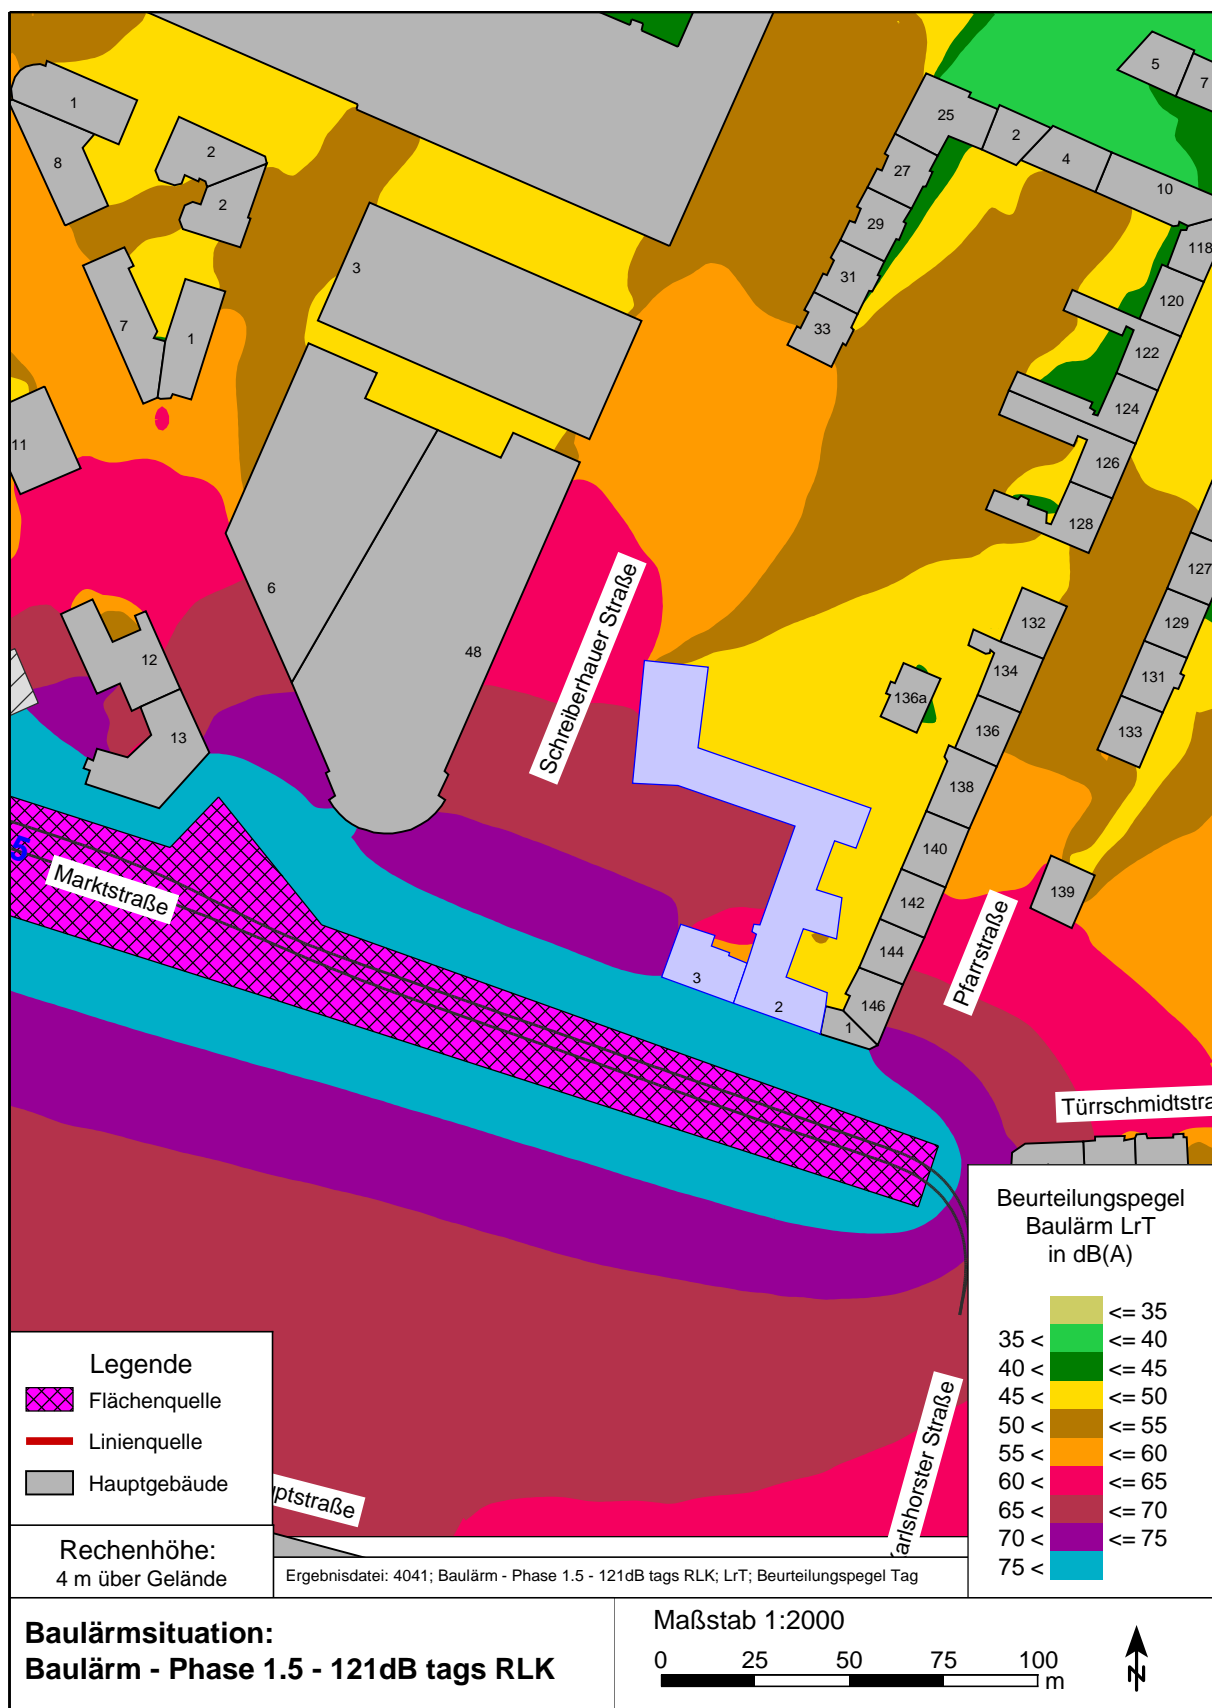 5
7
1
25
2
8
2
4
27
10
2
29
118
3
31
120
7
1
33
122
124
11
126
128
127
Schreiberhauer Straße
6
132
129
48
12
134
131
136a
13
136
133
138
5
140
Marktstraße
139
142
Pfarrstraße
144
3
2
146
1
Türrschmidtstra
Beurteilungspegel
Baulärm LrT
in dB(A)
<= 35
35 < <= 40
40 < <= 45
45 < <= 50
50 < <= 55
55 < <= 60
60 < <= 65
65 < <= 70
70 < <= 75
75 <
Legende
Flächenquelle
Linienquelle
Hauptgebäude
uptstraße
arlshorster Straße
Rechenhöhe:
4 m über Gelände
Ergebnisdatei: 4041; Baulärm - Phase 1.5 - 121dB tags RLK; LrT; Beurteilungspegel Tag
Baulärmsituation:
Baulärm - Phase 1.5 - 121dB tags RLK
Maßstab 1:2000
0 25 50 75 100
m
N